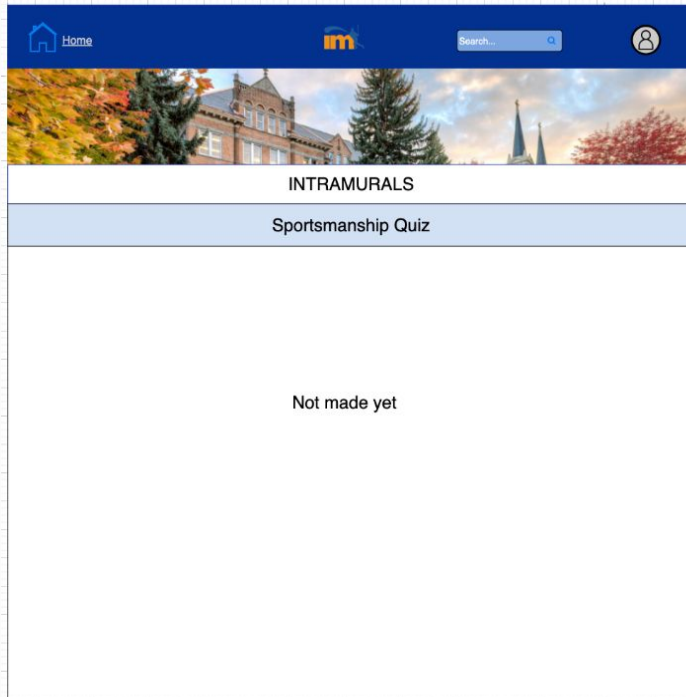 Home
im
Search...
INTRAMURALS
Sportsmanship Quiz
Not made yet